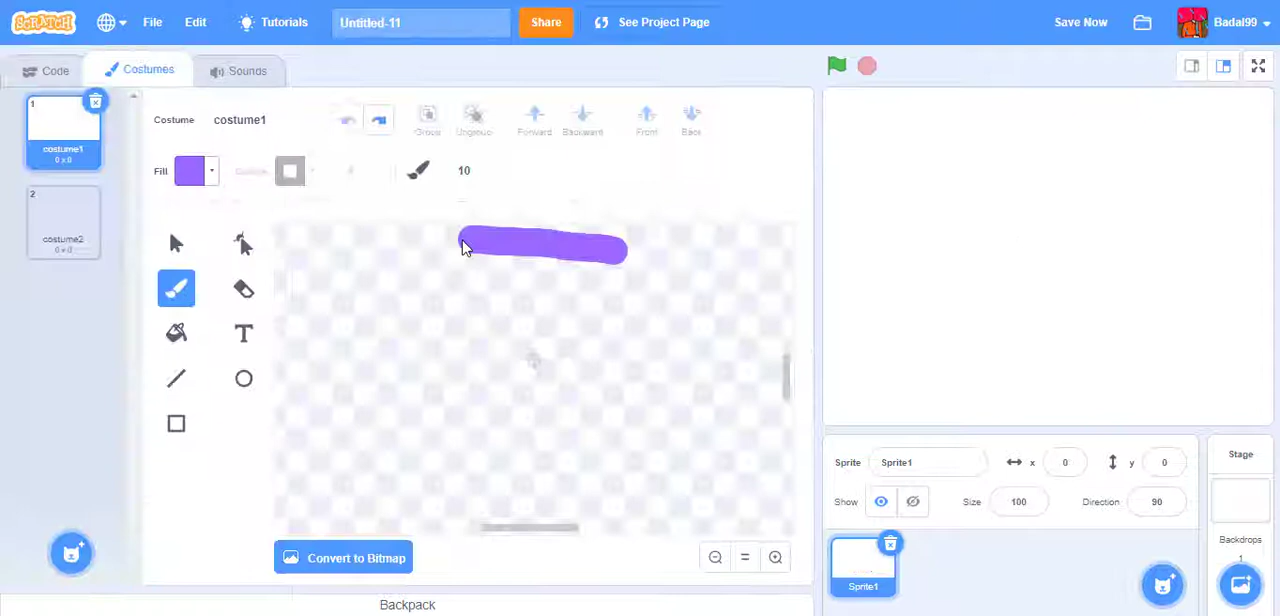 SCRATCH File Edit Tutorials Untitled-11 Share See Project Page Save Now Badal99
Code Costumes Sounds
1
costume1
0 x 0
2
costume2
0 x 0
Costume costume1 Group Ungroup Forward Backward Front Back
Fill Outline 10
T
Convert to Bitmap
Backpack
Sprite Sprite1 x 0 y 0
Show Size 100 Direction 90
Sprite1
Stage
Backdrops
1